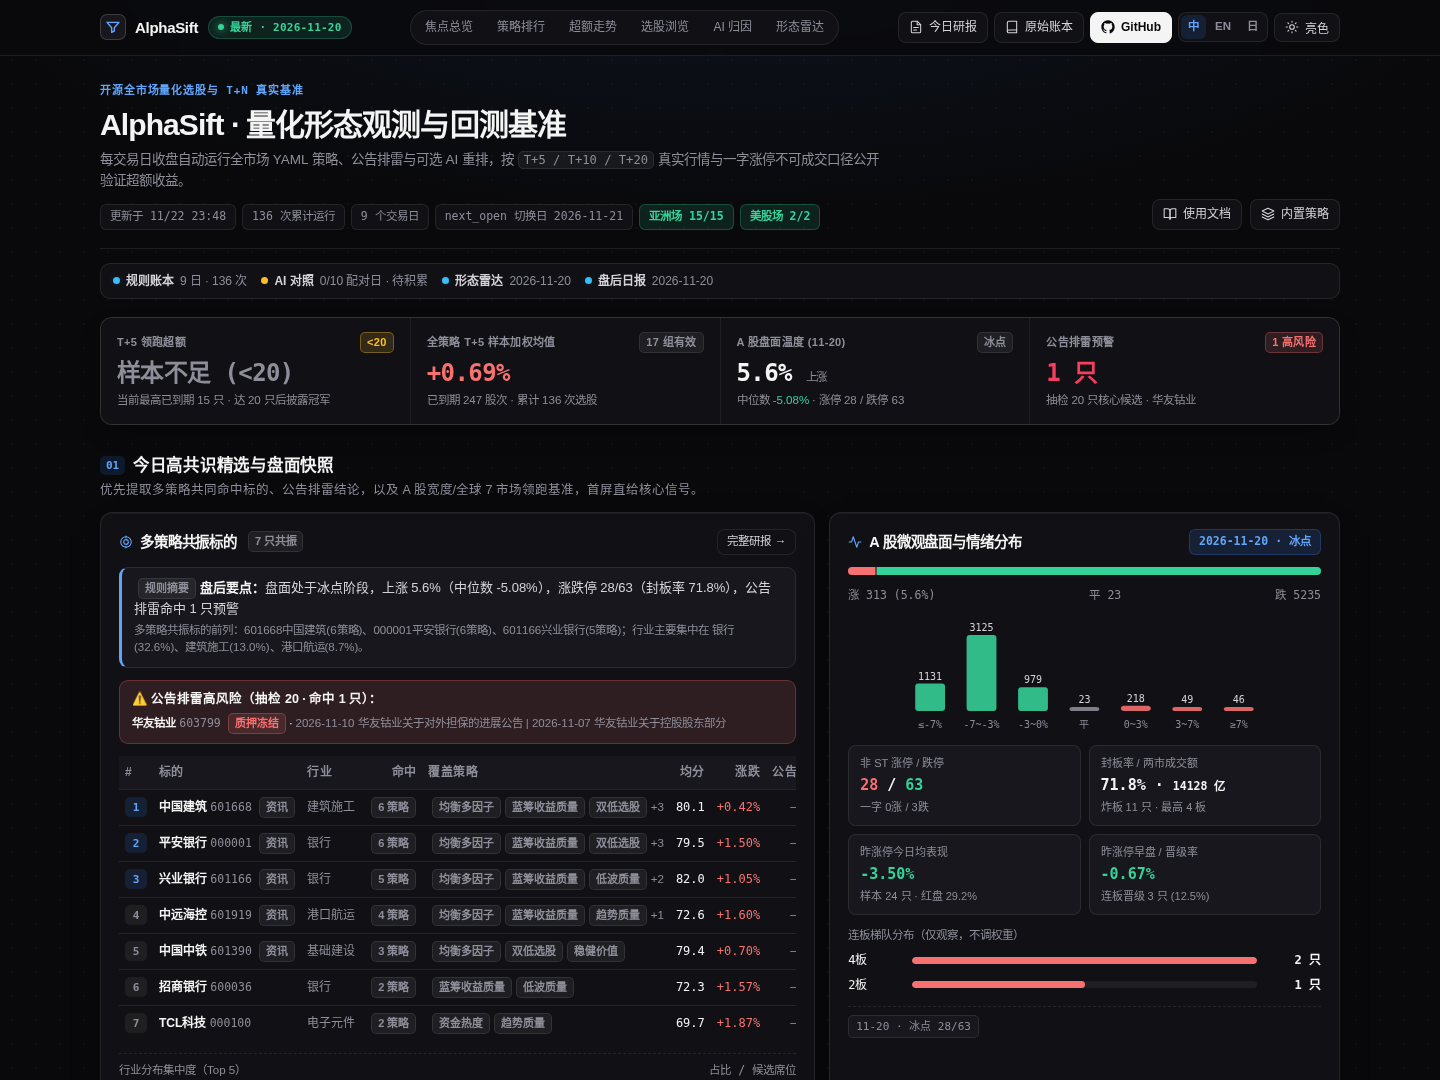 AlphaSift 最新 · 2026-11-20 焦点总览 策略排行 超额走势 选股浏览 AI 归因 形态雷达 今日研报 原始账本 GitHub 中 EN 日 亮色
开源全市场量化选股与 T+N 真实基准
AlphaSift · 量化形态观测与回测基准
每交易日收盘自动运行全市场 YAML 策略、公告排雷与可选 AI 重排，按 T+5 / T+10 / T+20 真实行情与一字涨停不可成交口径公开
验证超额收益。
更新于 11/22 23:48 136 次累计运行 9 个交易日 next_open 切换日 2026-11-21 亚洲场 15/15 美股场 2/2 使用文档 内置策略
规则账本 9 日 · 136 次 AI 对照 0/10 配对日 · 待积累 形态雷达 2026-11-20 盘后日报 2026-11-20
T+5 领跑超额 <20 全策略 T+5 样本加权均值 17 组有效 A 股盘面温度 (11-20) 冰点 公告排雷预警 1 高风险
样本不足 (<20) +0.69% 5.6% 上涨 1 只
当前最高已到期 15 只 · 达 20 只后披露冠军 已到期 247 股次 · 累计 136 次选股 中位数 -5.08% · 涨停 28 / 跌停 63 抽检 20 只核心候选 · 华友钴业
01 今日高共识精选与盘面快照
优先提取多策略共同命中标的、公告排雷结论，以及 A 股宽度/全球 7 市场领跑基准，首屏直给核心信号。
多策略共振标的 7 只共振 完整研报 →
规则摘要 盘后要点：盘面处于冰点阶段，上涨 5.6%（中位数 -5.08%），涨跌停 28/63（封板率 71.8%），公告
排雷命中 1 只预警
多策略共振标的前列：601668中国建筑(6策略)、000001平安银行(6策略)、601166兴业银行(5策略)；行业主要集中在 银行
(32.6%)、建筑施工(13.0%)、港口航运(8.7%)。
⚠️ 公告排雷高风险（抽检 20 · 命中 1 只）：
华友钴业 603799 质押冻结 · 2026-11-10 华友钴业关于对外担保的进展公告 | 2026-11-07 华友钴业关于控股股东部分
# 标的 行业 命中 覆盖策略 均分 涨跌 公告
1 中国建筑 601668 资讯 建筑施工 6 策略 均衡多因子 蓝筹收益质量 双低选股 +3 80.1 +0.42% —
2 平安银行 000001 资讯 银行 6 策略 均衡多因子 蓝筹收益质量 双低选股 +3 79.5 +1.50% —
3 兴业银行 601166 资讯 银行 5 策略 均衡多因子 蓝筹收益质量 低波质量 +2 82.0 +1.05% —
4 中远海控 601919 资讯 港口航运 4 策略 均衡多因子 蓝筹收益质量 趋势质量 +1 72.6 +1.60% —
5 中国中铁 601390 资讯 基础建设 3 策略 均衡多因子 双低选股 稳健价值 79.4 +0.70% —
6 招商银行 600036 银行 2 策略 蓝筹收益质量 低波质量 72.3 +1.57% —
7 TCL科技 000100 电子元件 2 策略 资金热度 趋势质量 69.7 +1.87% —
行业分布集中度（Top 5） 占比 / 候选席位
A 股微观盘面与情绪分布 2026-11-20 · 冰点
涨 313 (5.6%) 平 23 跌 5235
1131 3125 979 23 218 49 46
≤-7% -7~-3% -3~0% 平 0~3% 3~7% ≥7%
非 ST 涨停 / 跌停 封板率 / 两市成交额
28 / 63 71.8% · 14128 亿
一字 0涨 / 3跌 炸板 11 只 · 最高 4 板
昨涨停今日均表现 昨涨停早盘 / 晋级率
-3.50% -0.67%
样本 24 只 · 红盘 29.2% 连板晋级 3 只 (12.5%)
连板梯队分布（仅观察，不调权）
4板 2 只
2板 1 只
11-20 · 冰点 28/63